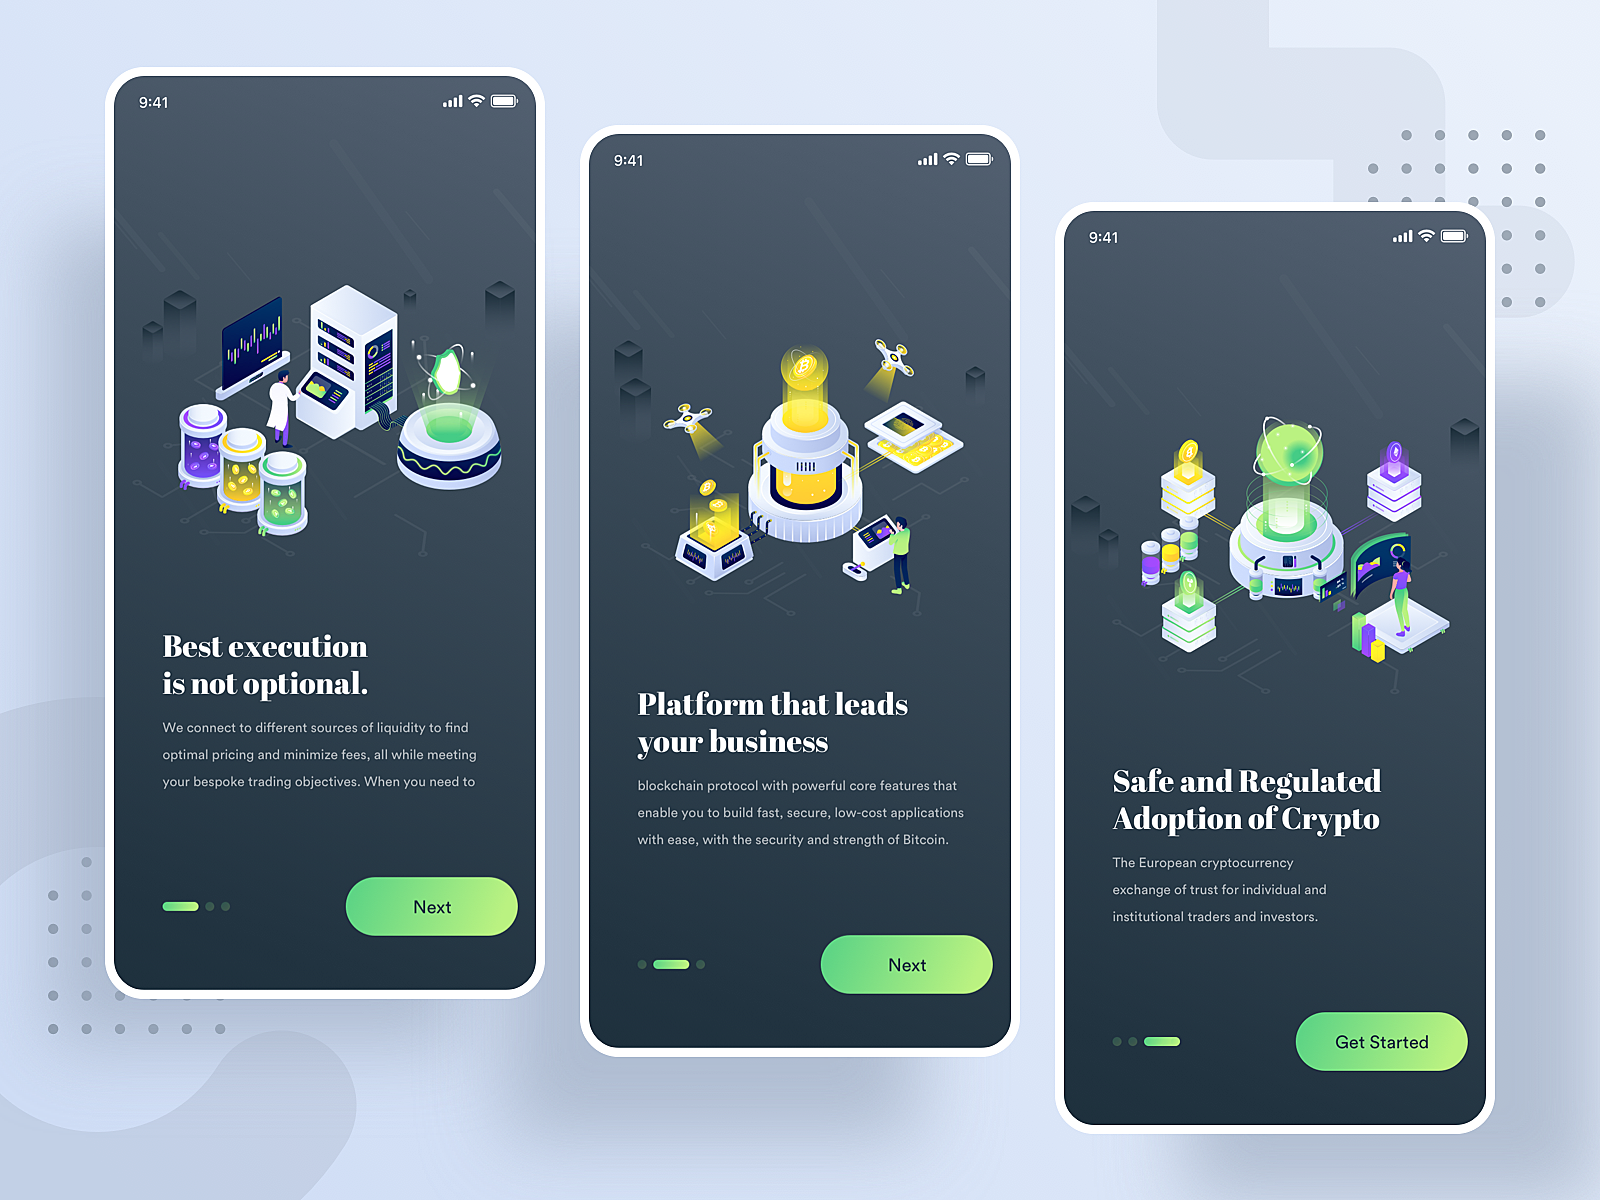 9:41
Best execution
is not optional.
We connect to different sources of liquidity to find
optimal pricing and minimize fees, all while meeting
your bespoke trading objectives. When you need to
Next
9:41
Platform that leads
your business
blockchain protocol with powerful core features that
enable you to build fast, secure, low-cost applications
with ease, with the security and strength of Bitcoin.
Next
9:41
Safe and Regulated
Adoption of Crypto
The European cryptocurrency
exchange of trust for individual and
institutional traders and investors.
Get Started